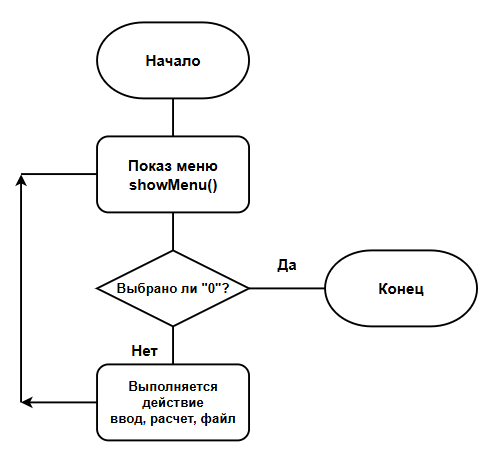 Начало
Показ меню
showMenu()
Выбрано ли "0"?
Да
Конец
Нет
Выполняется
действие
ввод, расчет, файл